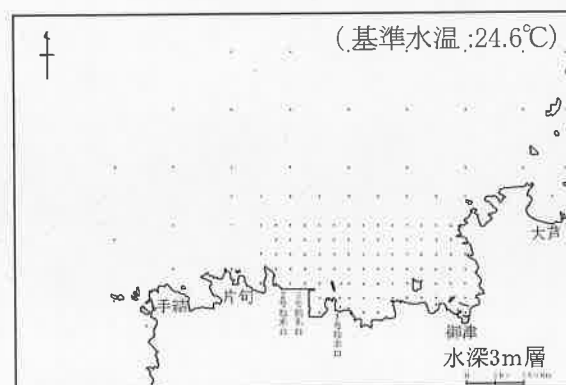 (基準水温:24.6℃)
大芦
片句
手結
御津
水深3m層